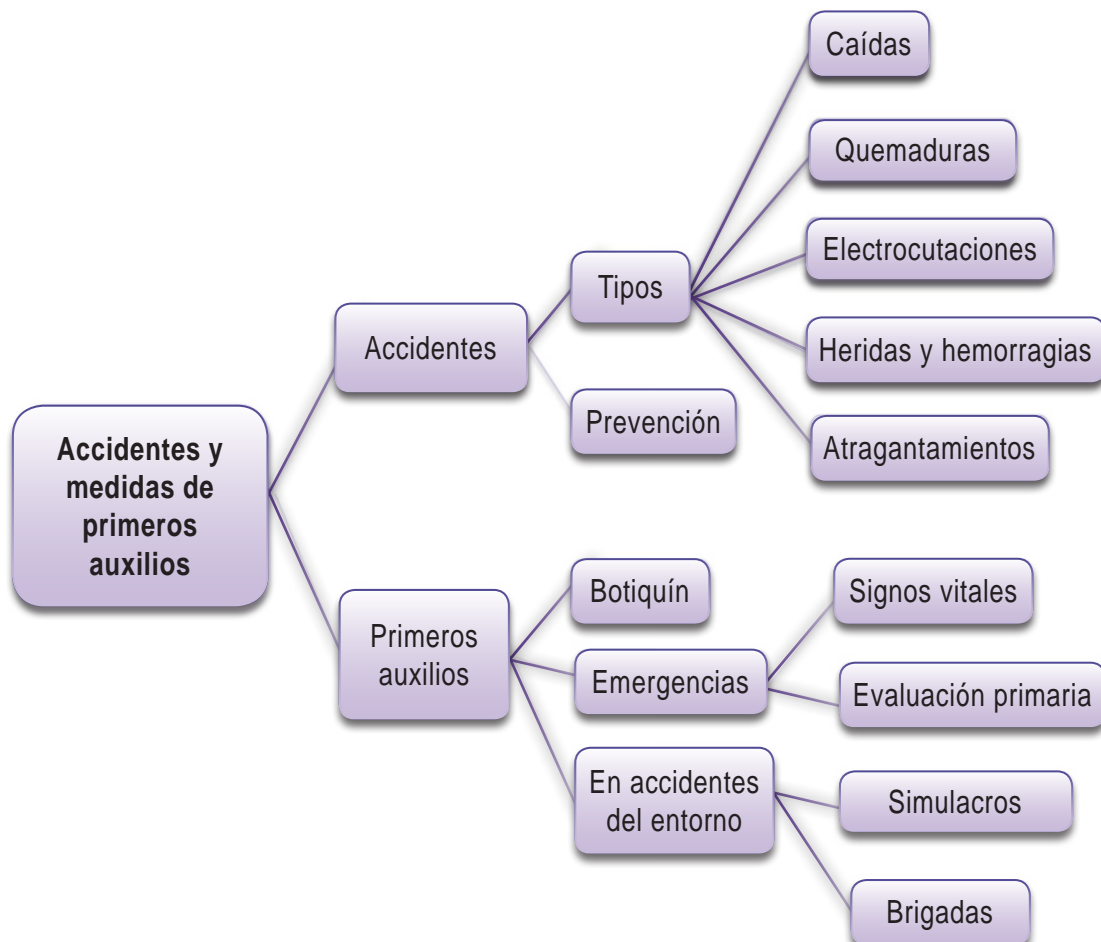 Accidentes y
medidas de
primeros
auxilios
Accidentes
Tipos
Caídas
Quemaduras
Electrocutaciones
Heridas y hemorragias
Atragantamientos
Prevención
Primeros
auxilios
Botiquín
Emergencias
Signos vitales
Evaluación primaria
En accidentes
del entorno
Simulacros
Brigadas